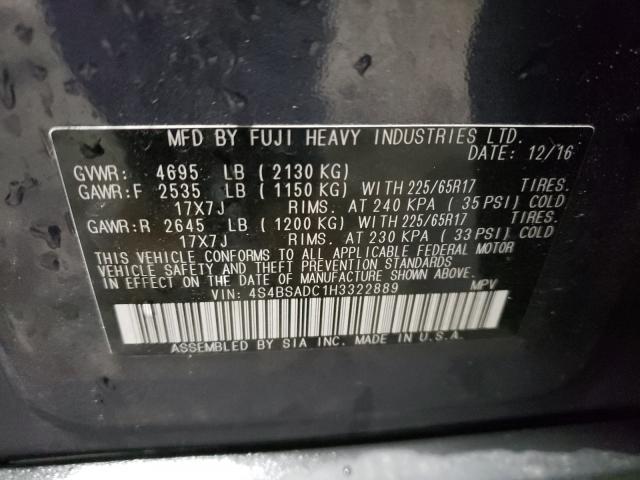 MFD BY FUJI HEAVY INDUSTRIES LTD.
DATE: 12/16
GVWR: 4695 LB ( 2130 KG)
GAWR:F 2535 LB ( 1150 KG) WITH 225/65R17 TIRES.
17X7J RIMS. AT 240 KPA ( 35 PSI) COLD
GAWR:R 2645 LB ( 1200 KG) WITH 225/65R17 TIRES.
17X7J RIMS. AT 230 KPA ( 33 PSI) COLD
THIS VEHICLE CONFORMS TO ALL APPLICABLE FEDERAL MOTOR
VEHICLE SAFETY AND THEFT PREVENTION STANDARDS
IN EFFECT ON THE DATE OF MANUFACTURE SHOWN ABOVE.
VIN: 4S4BSADC1H3322889 MPV
ASSEMBLED BY SIA INC. MADE IN U.S.A.